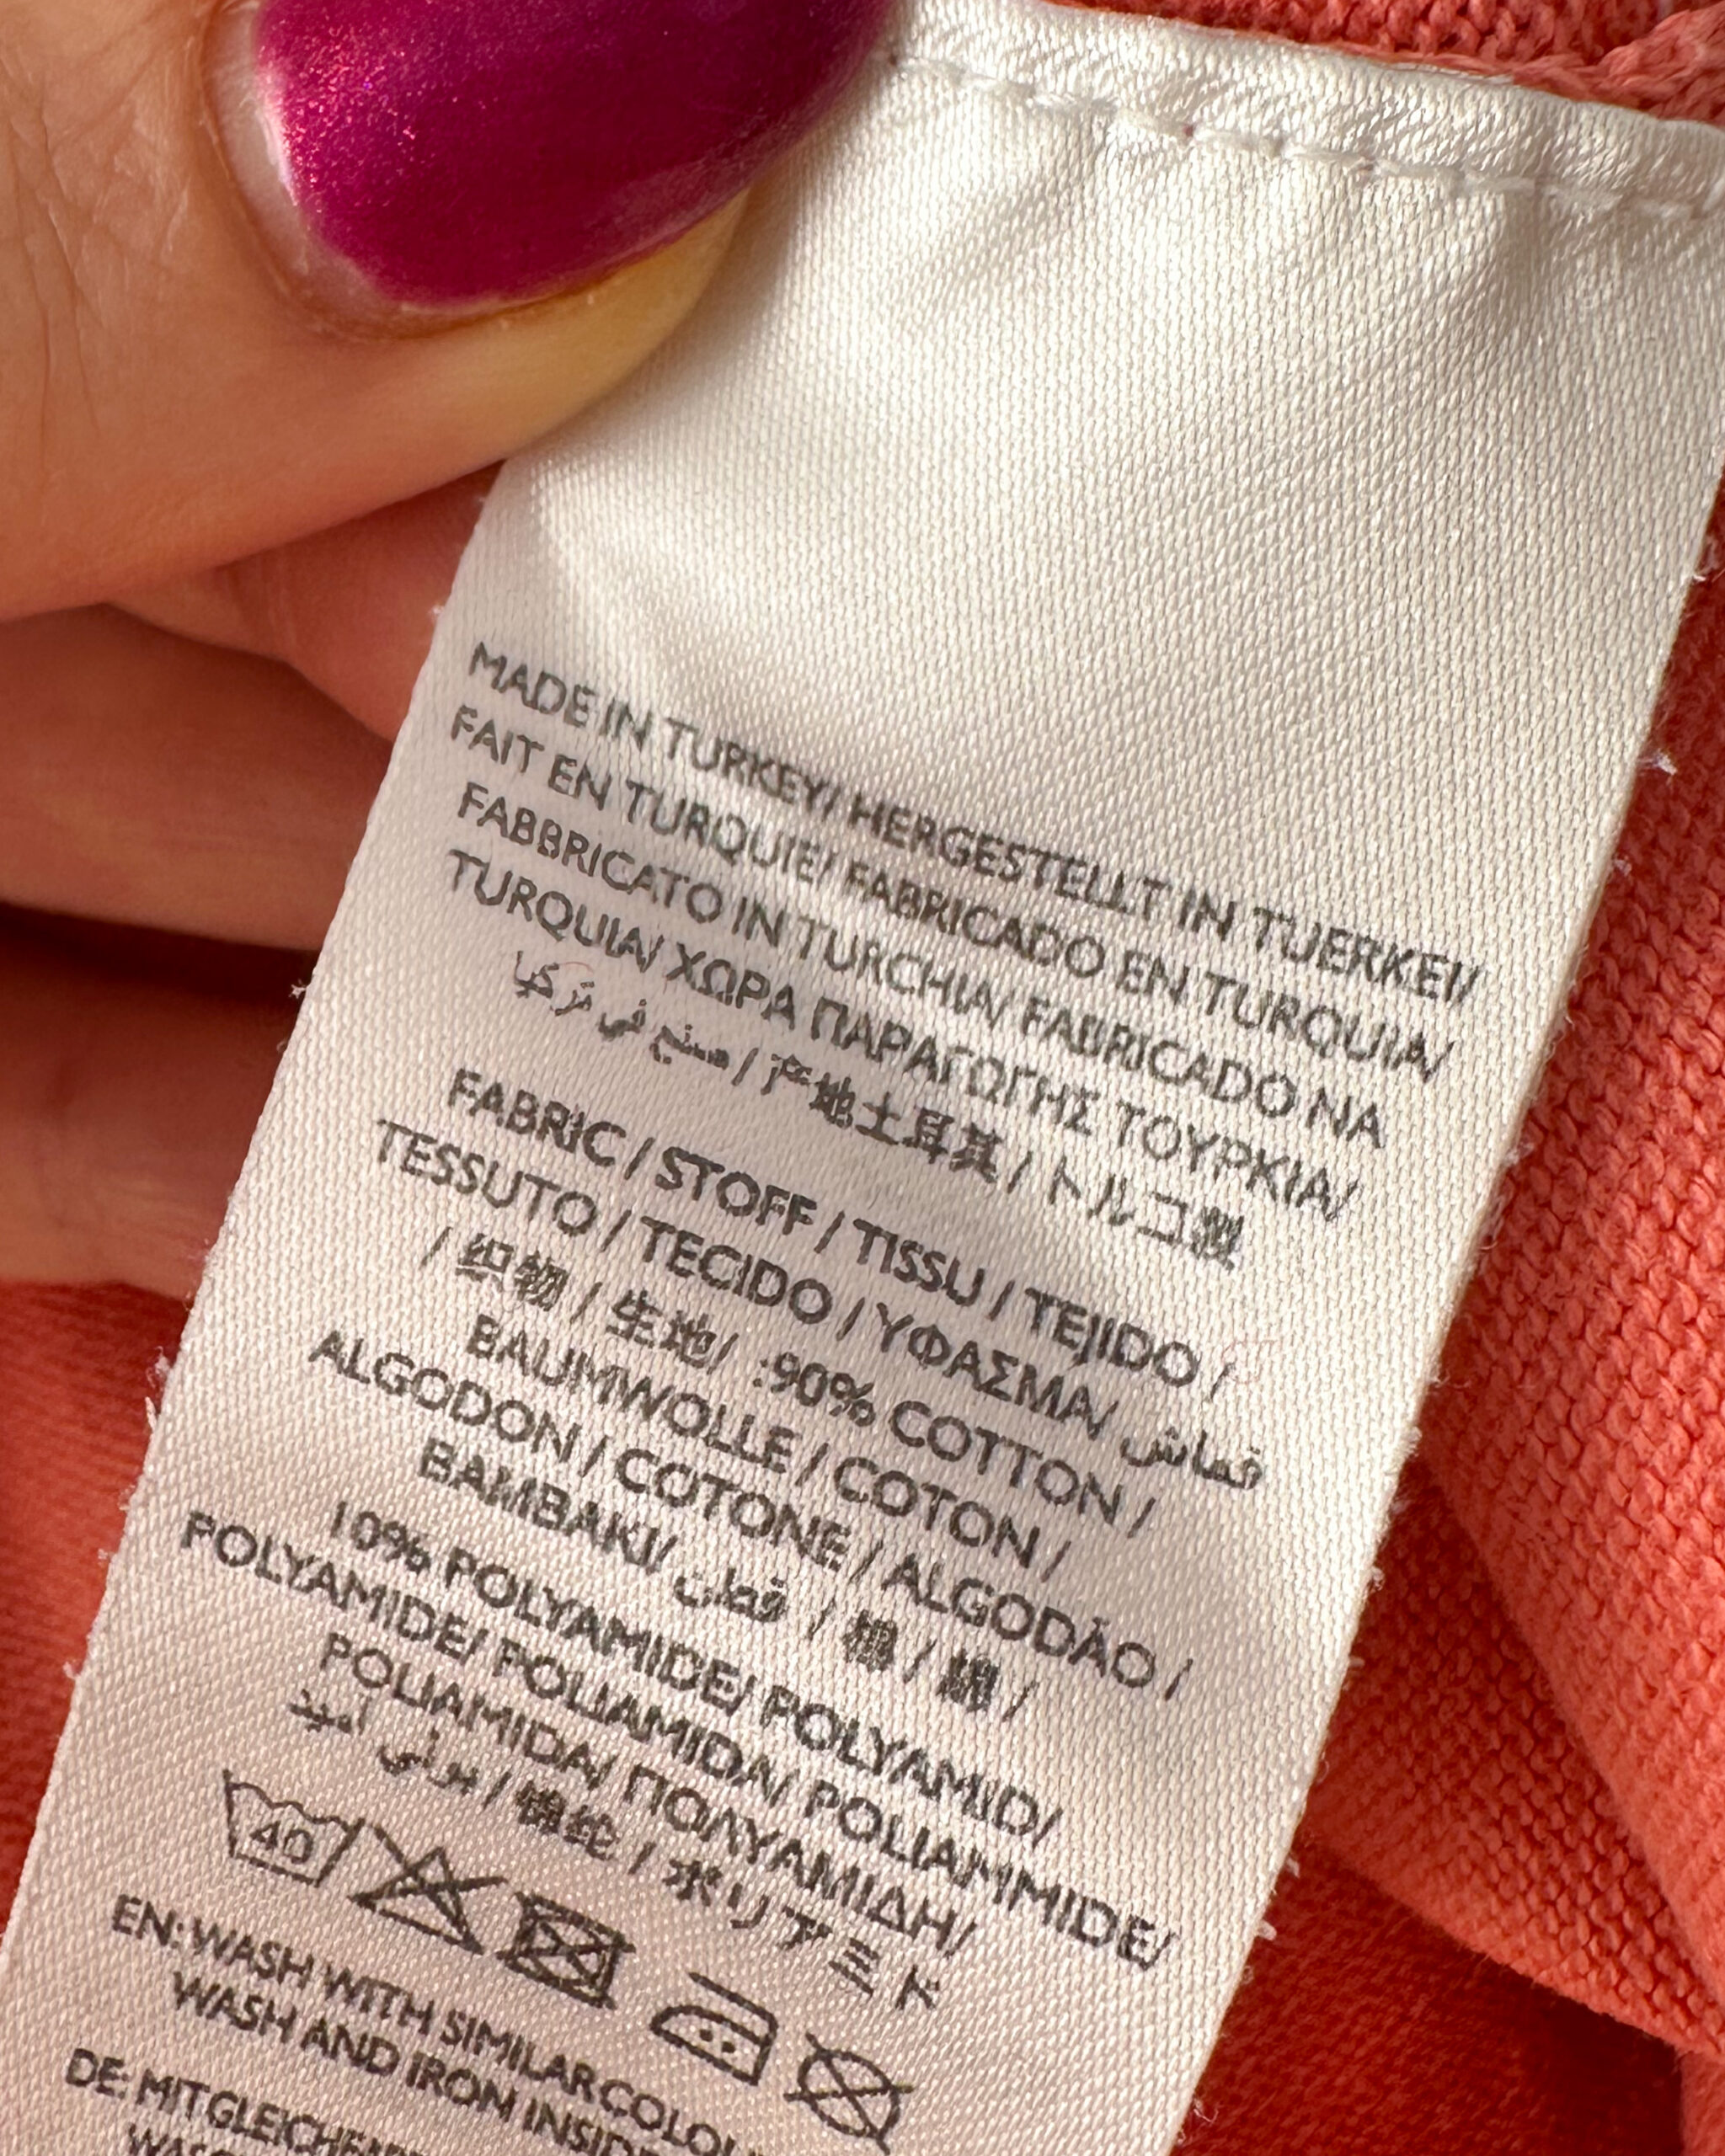 MADE IN TURKEY/ HERGESTELLT IN TUERKEI/
FAIT EN TURQUIE/ FABRICADO EN TURQUIA/
FABBRICATO IN TURCHIA/ FABRICADO NA
TURQUIA/ ΧΩΡΑ ΠΑΡΑΓΩΓΗΣ ΤΟΥΡΚΙΑ/
صنع في تركيا / 产地土耳其 / トルコ製
FABRIC / STOFF / TISSU / TEJIDO /
TESSUTO / TECIDO / ΥΦΑΣΜΑ/ قماش
/ 织物 / 生地/ :90% COTTON /
BAUMWOLLE / COTON /
ALGODON / COTONE / ALGODÃO /
BAMBAKI/ قطن / 棉 / 綿 /
10% POLYAMIDE/ POLYAMID/
POLYAMIDE/ POLIAMIDA/ POLIAMMIDE/
POLIAMIDA/ ΠΟΛΥΑΜΙΔΗ/
/ 锦纶 / ポリアミド
40
EN: WASH WITH SIMILAR
WASH AND IRON
DE: MIT